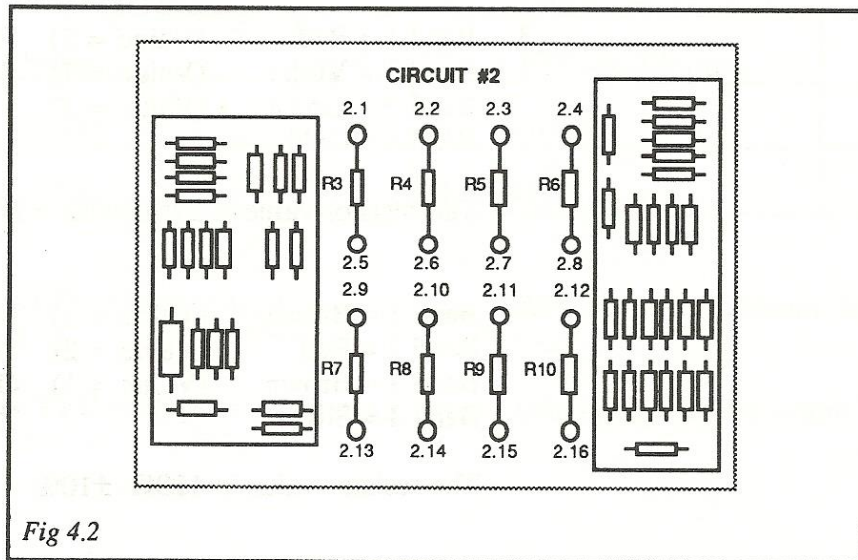 CIRCUIT #2
2.1 2.2 2.3 2.4
R3 R4 R5 R6
2.5 2.6 2.7 2.8
2.9 2.10 2.11 2.12
R7 R8 R9 R10
2.13 2.14 2.15 2.16
Fig 4.2